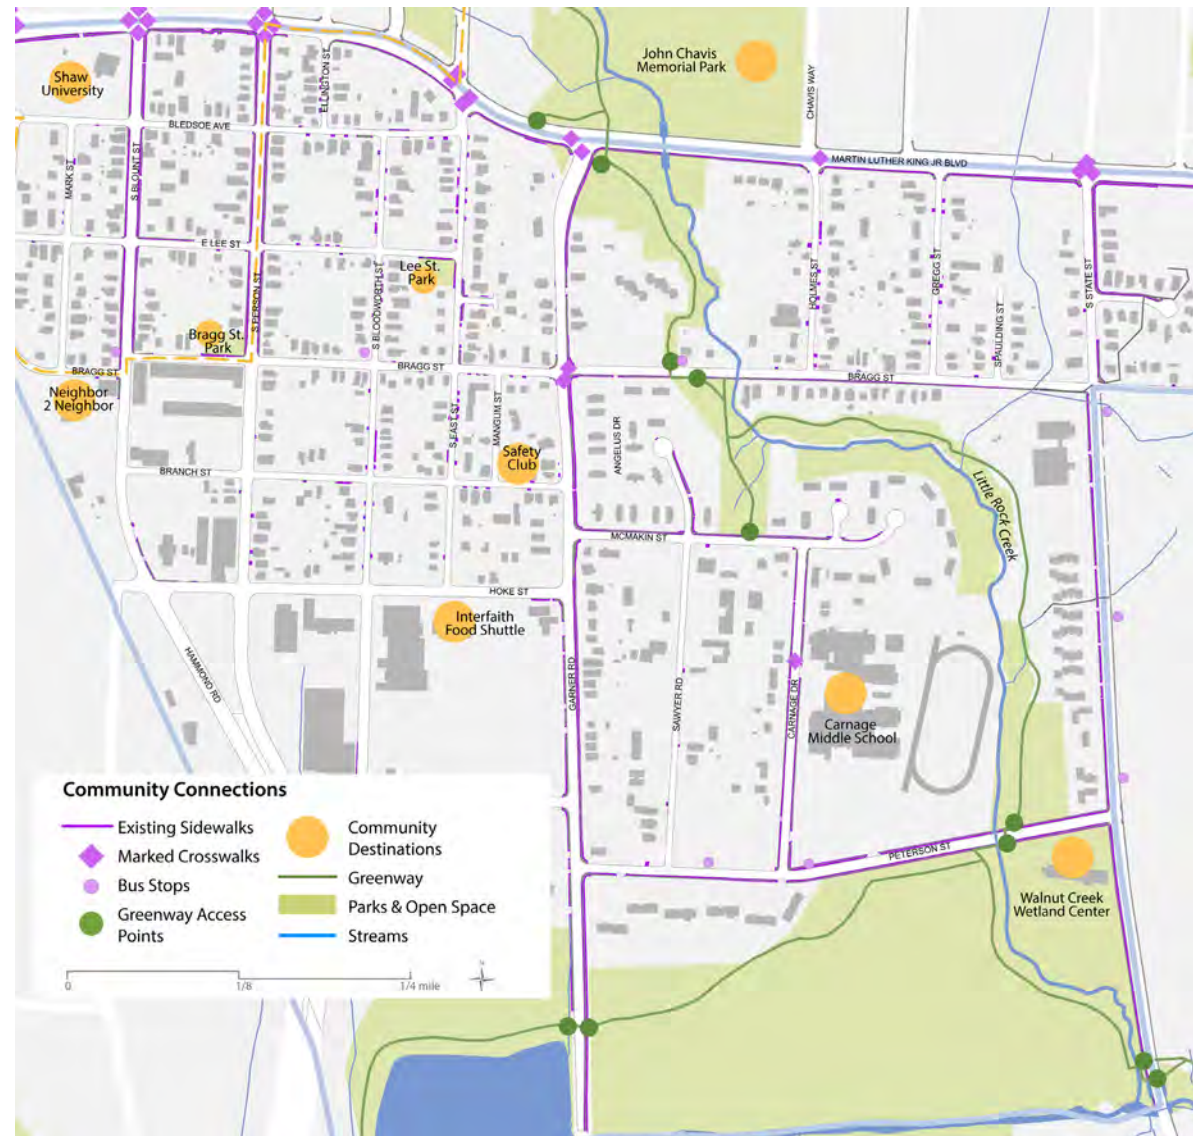 John Chavis
Memorial Park
Shaw
University
ELLINGTON ST
CHAVIS WAY
BLEDSOE AVE
MARTIN LUTHER KING JR BLVD
MARK ST
S BLOUNT ST
E LEE ST
S PERSON ST
S BLOODWORTH ST
Lee St.
Park
HOLMES ST
GREGG ST
S STATE ST
SPAULDING ST
Bragg St.
Park
BRAGG ST
BRAGG ST
BRAGG ST
Neighbor
2 Neighbor
S EAST ST
MANGUM ST
ANGELUS DR
Safety
Club
BRANCH ST
Little Rock Creek
MCMAKIN ST
HOKE ST
Interfaith
Food Shuttle
HAMMOND RD
GARNER RD
SAWYER RD
CARNAGE DR
Carnage
Middle School
PETERSON ST
Walnut Creek
Wetland Center
Community Connections
Existing Sidewalks
Marked Crosswalks
Bus Stops
Greenway Access
Points
Community
Destinations
Greenway
Parks & Open Space
Streams
0
1/8
1/4 mile